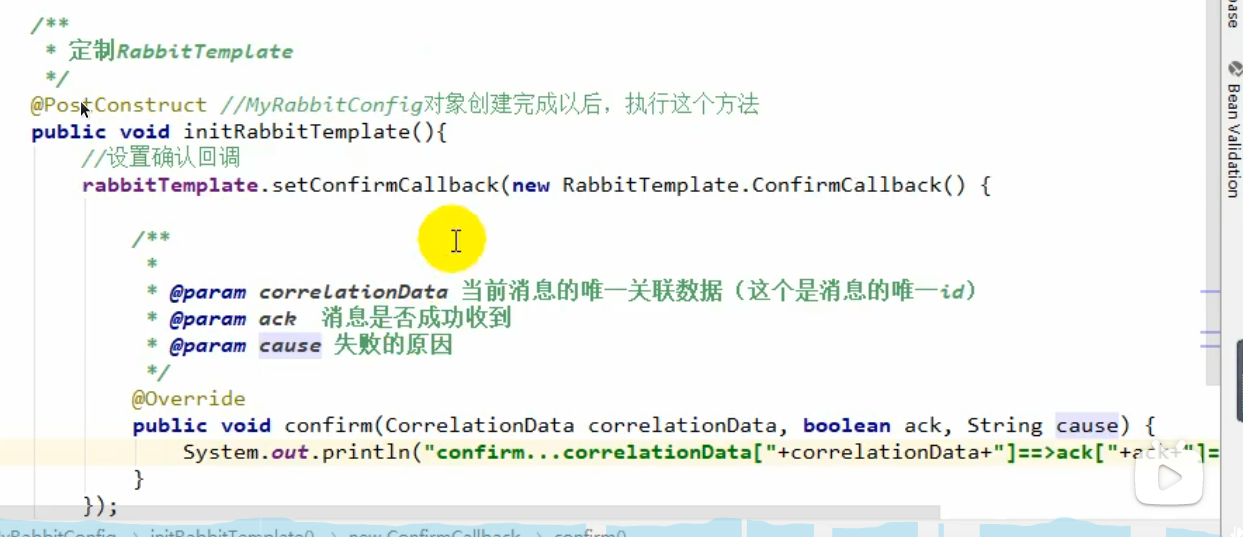 /**
 * 定制RabbitTemplate
 */
@PostConstruct //MyRabbitConfig对象创建完成以后，执行这个方法
public void initRabbitTemplate(){
//设置确认回调
rabbitTemplate.setConfirmCallback(new RabbitTemplate.ConfirmCallback() {
/**
 *
 * @param correlationData 当前消息的唯一关联数据（这个是消息的唯一id）
 * @param ack 消息是否成功收到
 * @param cause 失败的原因
 */
@Override
public void confirm(CorrelationData correlationData, boolean ack, String cause) {
System.out.println("confirm...correlationData["+correlationData+"]==>ack["+ack+"]=
}
});
Bean Validation